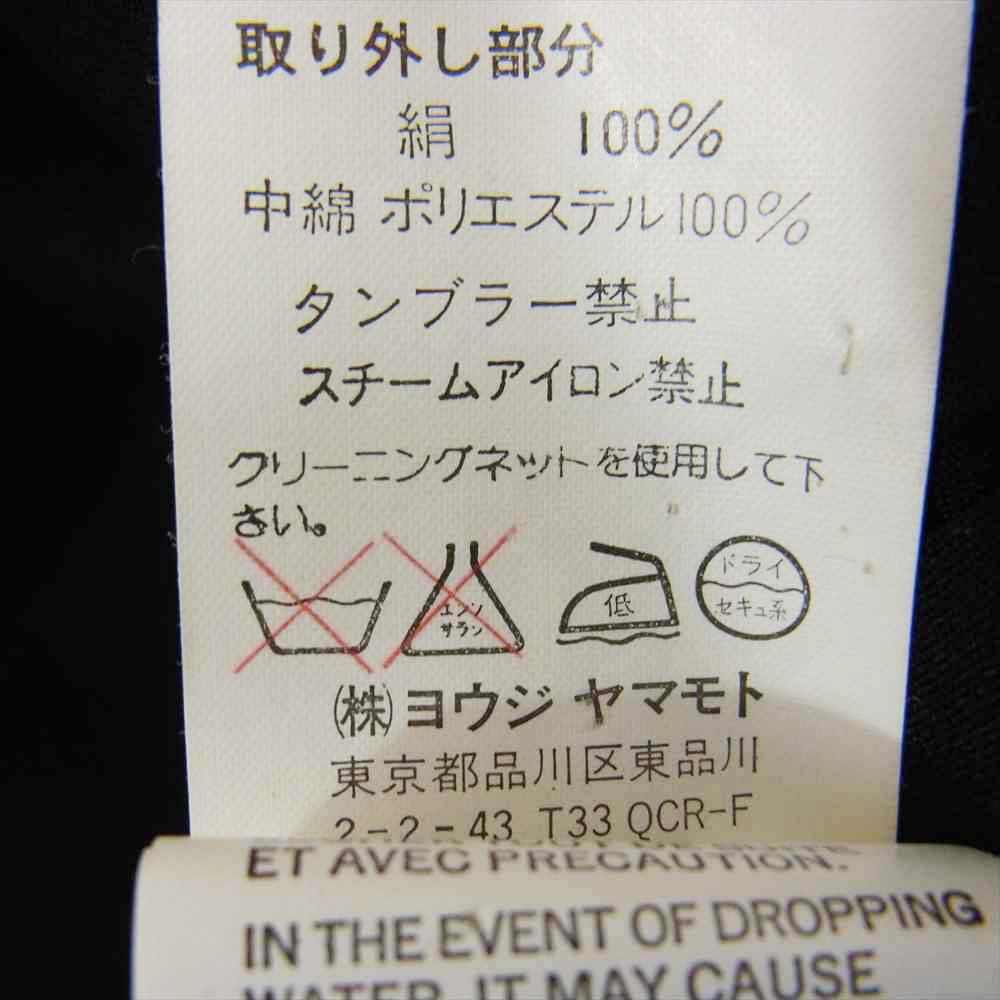 取り外し部分
絹 100%
中綿 ポリエステル 100%
タンブラー禁止
スチームアイロン禁止
クリーニングネットを使用して下
さい。
エンソ
サラシ
低
ドライ
セキュ系
㈱ヨウジ ヤマモト
東京都品川区東品川
2-2-43 T33 QCR-F
ET AVEC PRECAUTION.
IN THE EVENT OF DROPPING
WATER, IT MAY CAUSE